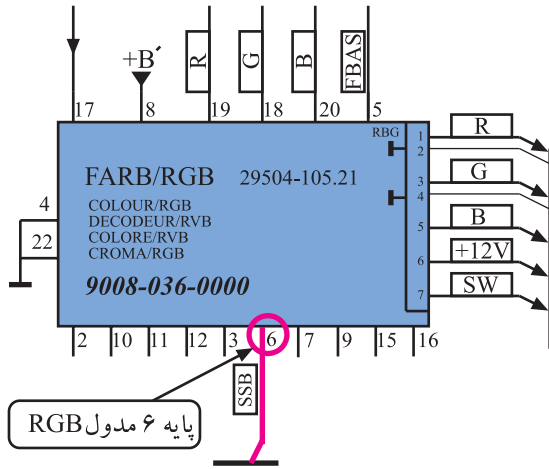 +B´
R
G
B
FBAS
17
8
19
18
20
5
RBG
1
2
3
4
5
6
7
R
G
B
+12V
SW
FARB/RGB 29504-105.21
COLOUR/RGB
DECODEUR/RVB
COLORE/RVB
CROMA/RGB
9008-036-0000
4
22
2
10
11
12
3
6
7
9
15
16
SSB
پایه ۶ مدول RGB